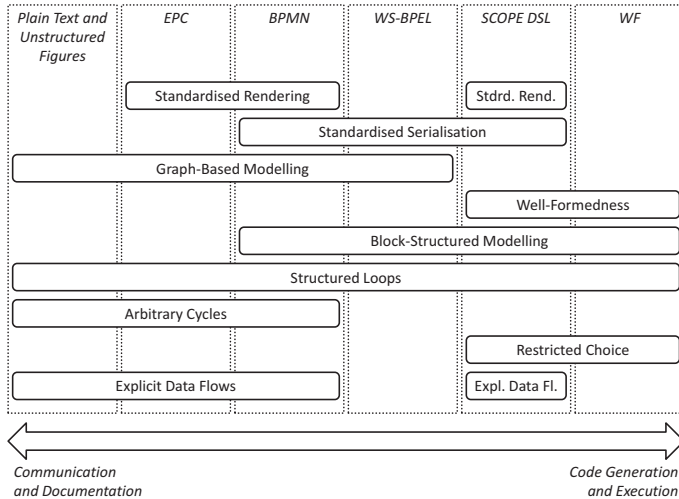 Plain Text and
Unstructured
Figures
EPC
BPMN
WS-BPEL
SCOPE DSL
WF
Standardised Rendering
Stdrd. Rend.
Standardised Serialisation
Graph-Based Modelling
Well-Formedness
Block-Structured Modelling
Structured Loops
Arbitrary Cycles
Restricted Choice
Explicit Data Flows
Expl. Data Fl.
Communication
and Documentation
Code Generation
and Execution